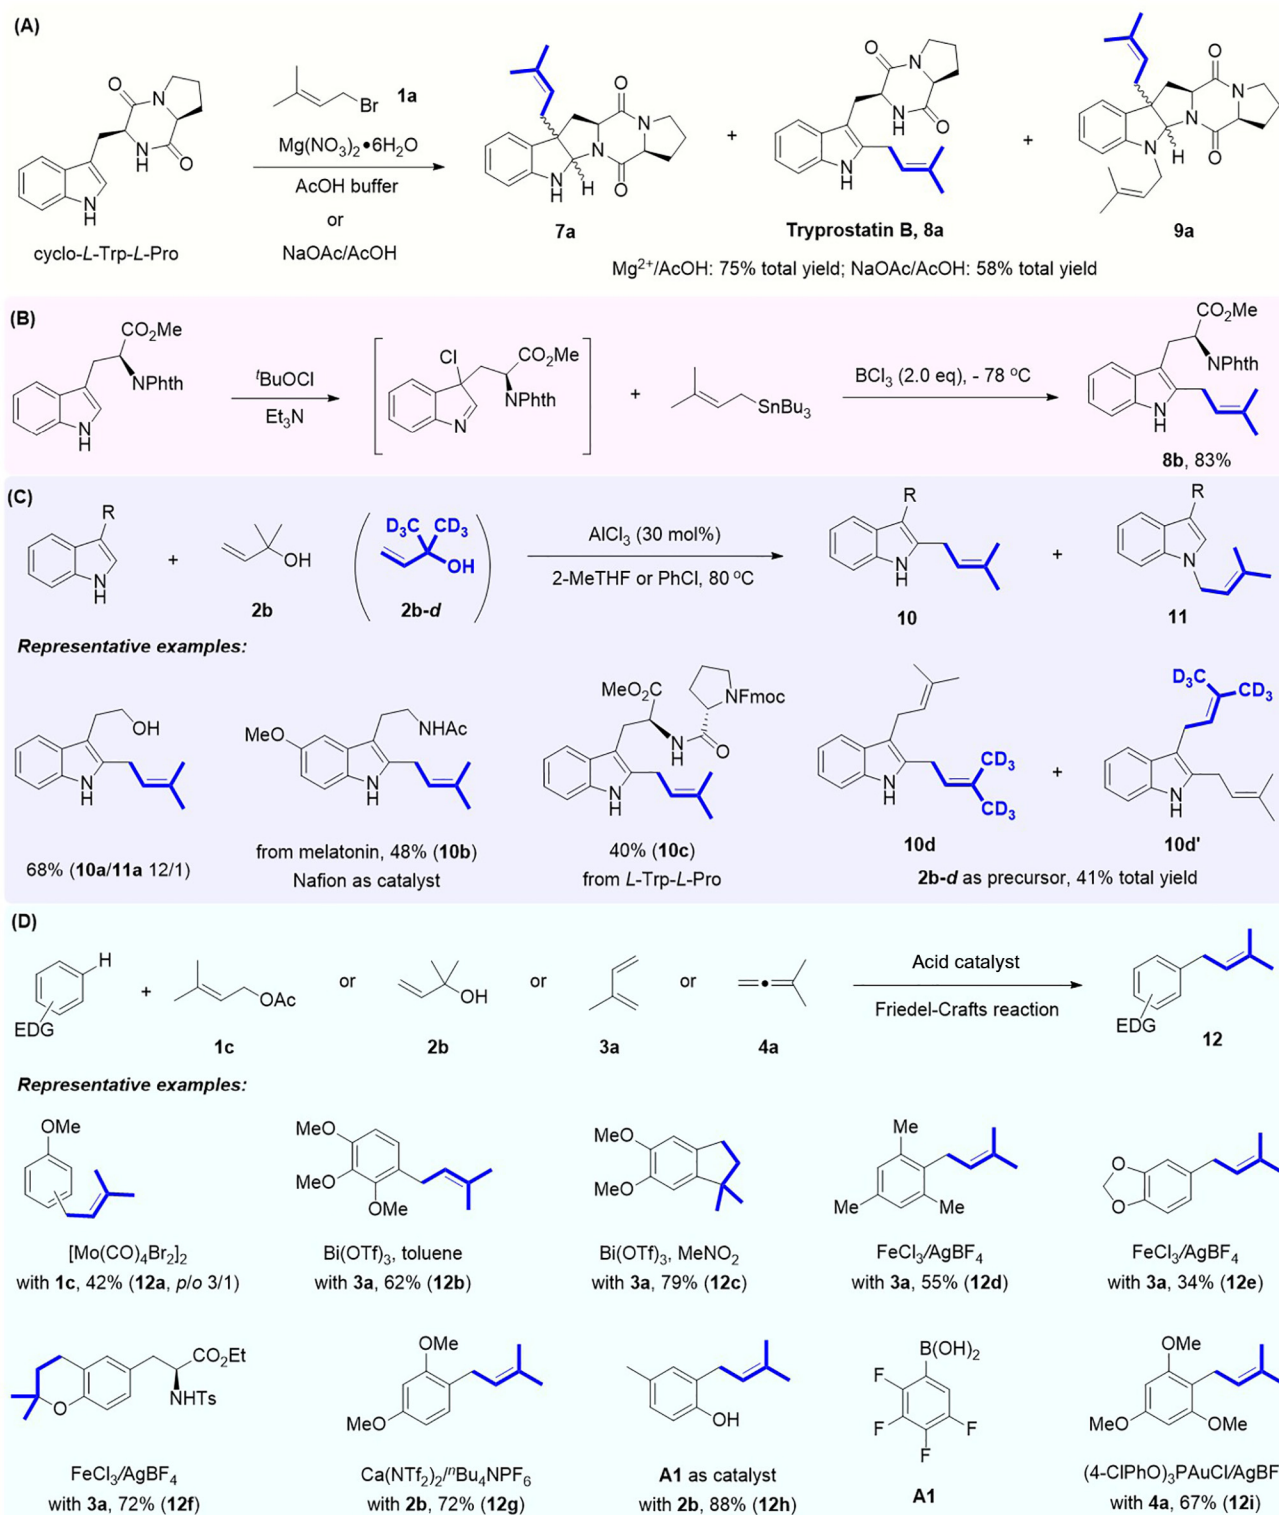 (A)
Br 1a
Mg(NO3)2•6H2O
AcOH buffer
or
NaOAc/AcOH
O
N
NH
O
N
H
cyclo-L-Trp-L-Pro
O
N
N
NH
H
O
7a
+
O
N
NH
O
N
H
Tryprostatin B, 8a
+
O
N
N
N
H
O
9a
Mg2+/AcOH: 75% total yield; NaOAc/AcOH: 58% total yield
(B)
CO2Me
NPhth
N
H
tBuOCl
Et3N
Cl
CO2Me
NPhth
N
+
SnBu3
BCl3 (2.0 eq), - 78 oC
CO2Me
NPhth
N
H
8b, 83%
(C)
R
N
H
+
OH
2b
D3C CD3
OH
2b-d
AlCl3 (30 mol%)
2-MeTHF or PhCl, 80 oC
R
N
H
10
+
R
N
11
Representative examples:
OH
N
H
68% (10a/11a 12/1)
MeO
NHAc
N
H
from melatonin, 48% (10b)
Nafion as catalyst
MeO2C
NFmoc
N
H
O
N
H
40% (10c)
from L-Trp-L-Pro
N
H
CD3
CD3
10d
+
D3C
CD3
N
H
10d'
2b-d as precursor, 41% total yield
(D)
H
EDG
+
OAc
1c
or
OH
2b
or
3a
or
4a
Acid catalyst
Friedel-Crafts reaction
EDG
12
Representative examples:
OMe
[Mo(CO)4Br2]2
with 1c, 42% (12a, p/o 3/1)
MeO
MeO
OMe
Bi(OTf)3, toluene
with 3a, 62% (12b)
MeO
MeO
Bi(OTf)3, MeNO2
with 3a, 79% (12c)
Me
Me
Me
FeCl3/AgBF4
with 3a, 55% (12d)
O
O
FeCl3/AgBF4
with 3a, 34% (12e)
CO2Et
NHTs
O
FeCl3/AgBF4
with 3a, 72% (12f)
OMe
MeO
Ca(NTf2)2/nBu4NPF6
with 2b, 72% (12g)
OH
A1 as catalyst
with 2b, 88% (12h)
B(OH)2
F
F
F
F
A1
OMe
MeO
OMe
(4-ClPhO)3PAuCl/AgBF
with 4a, 67% (12i)